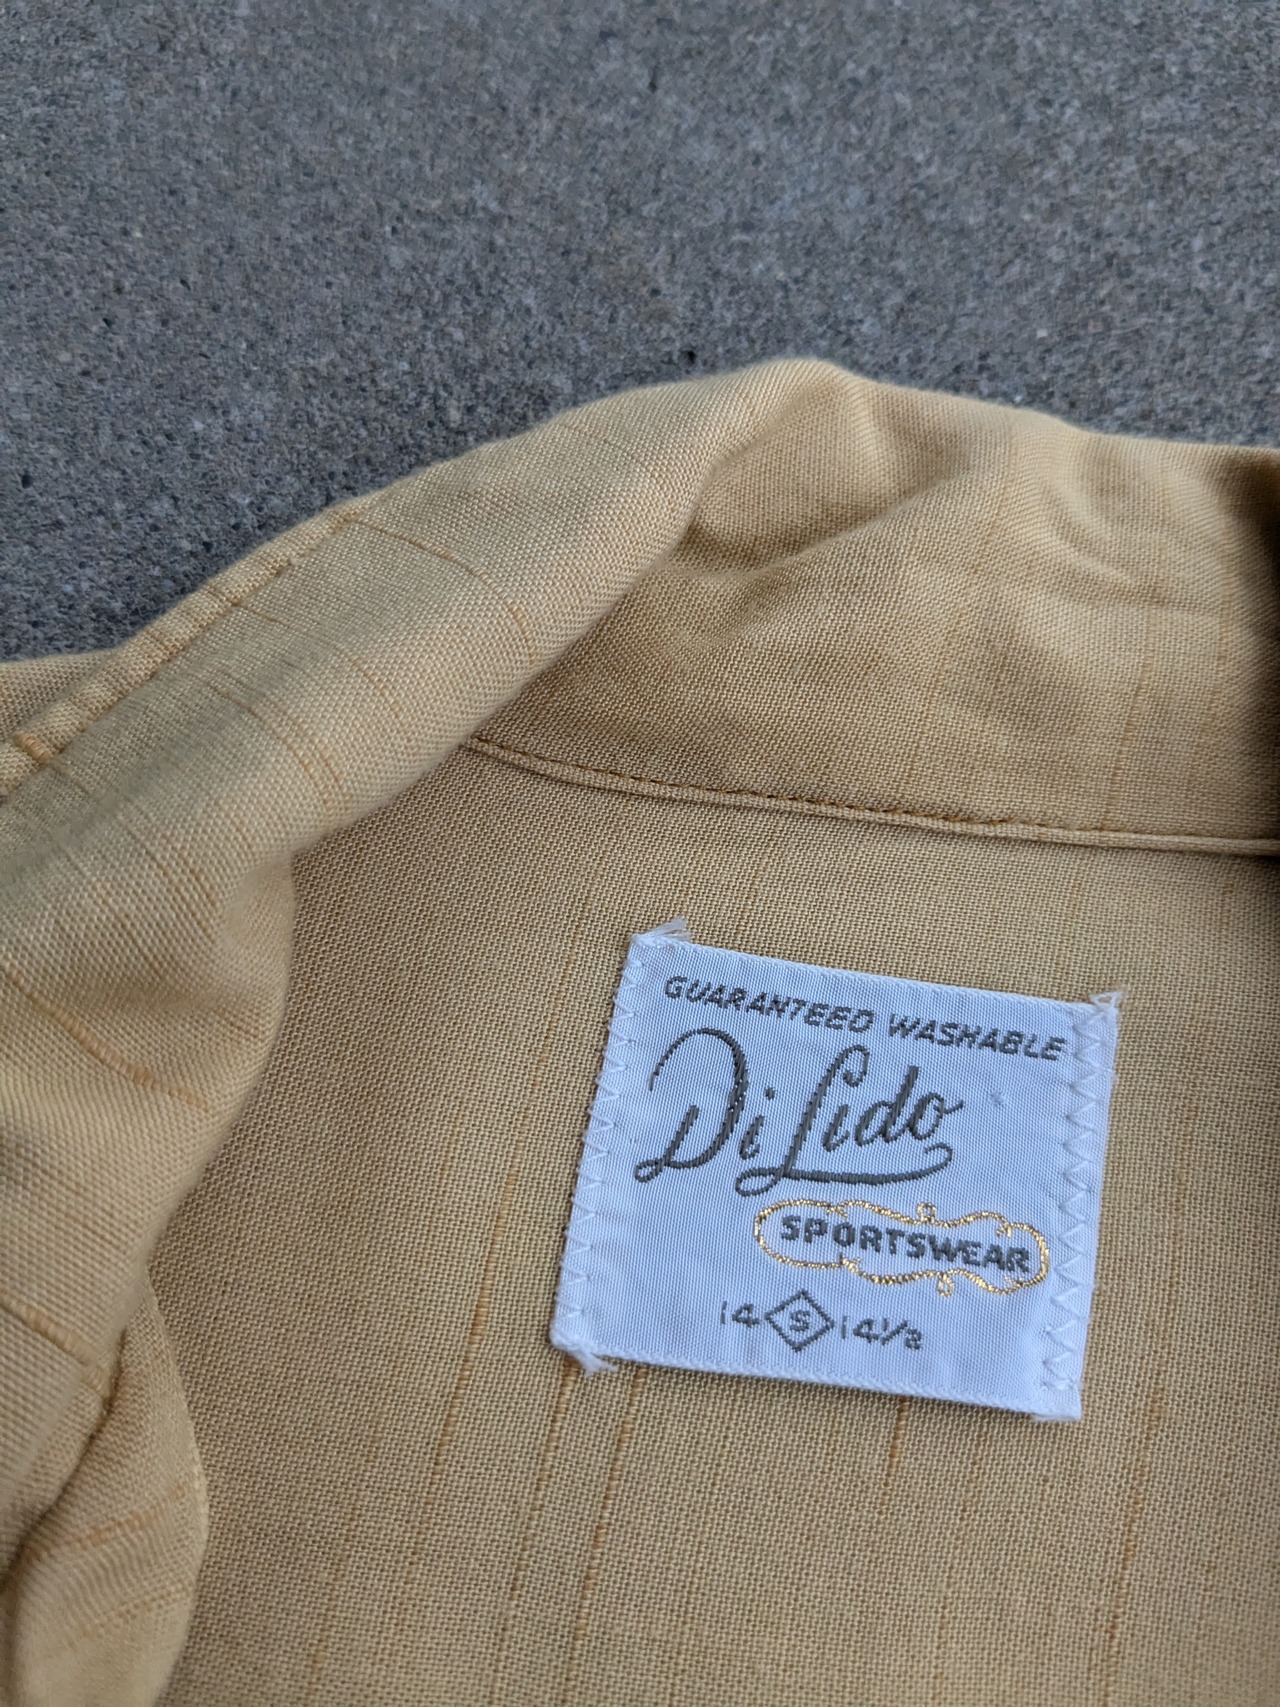 GUARANTEED WASHABLE
Di Lido
SPORTSWEAR
14 S 14½